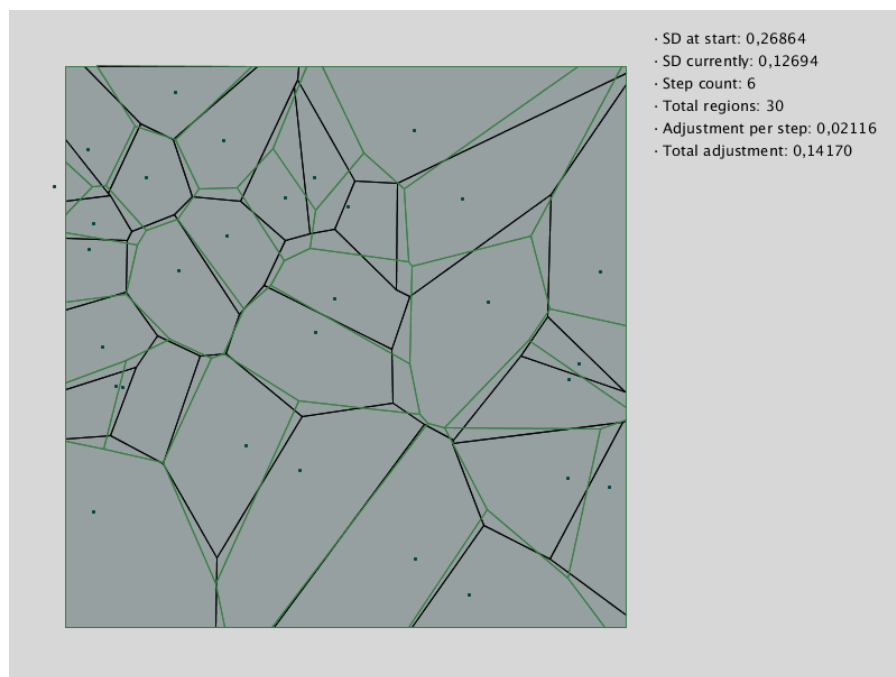 · SD at start: 0,26864
· SD currently: 0,12694
· Step count: 6
· Total regions: 30
· Adjustment per step: 0,02116
· Total adjustment: 0,14170